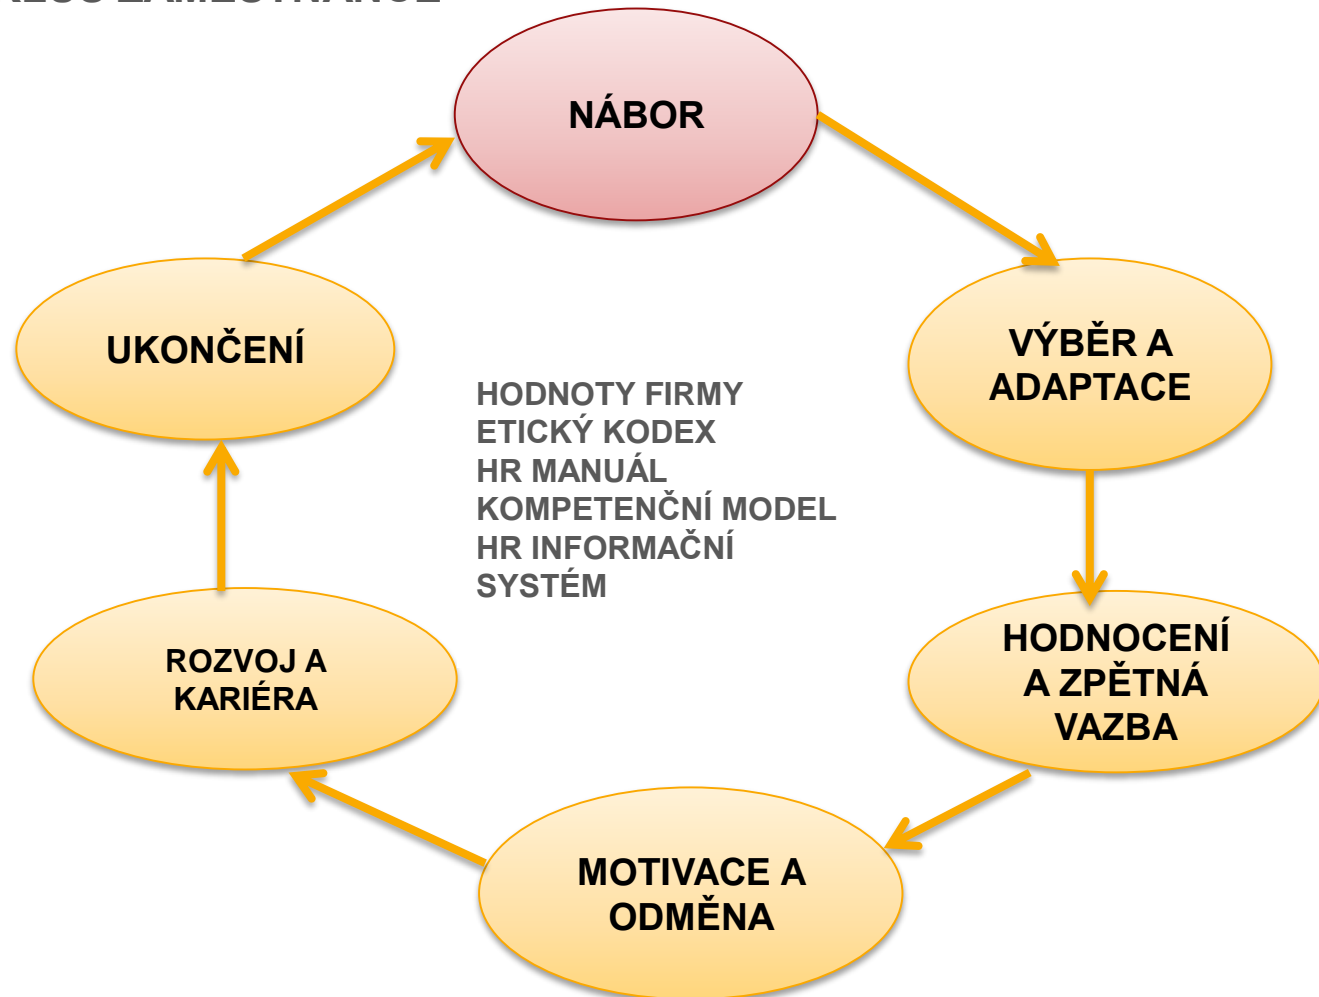 ZAMĚSTNANCE
NÁBOR
VÝBĚR A
ADAPTACE
UKONČENÍ
HODNOTY FIRMY
ETICKÝ KODEX
HR MANUÁL
KOMPETENČNÍ MODEL
HR INFORMAČNÍ
SYSTÉM
HODNOCENÍ
A ZPĚTNÁ
VAZBA
ROZVOJ A
KARIÉRA
MOTIVACE A
ODMĚNA